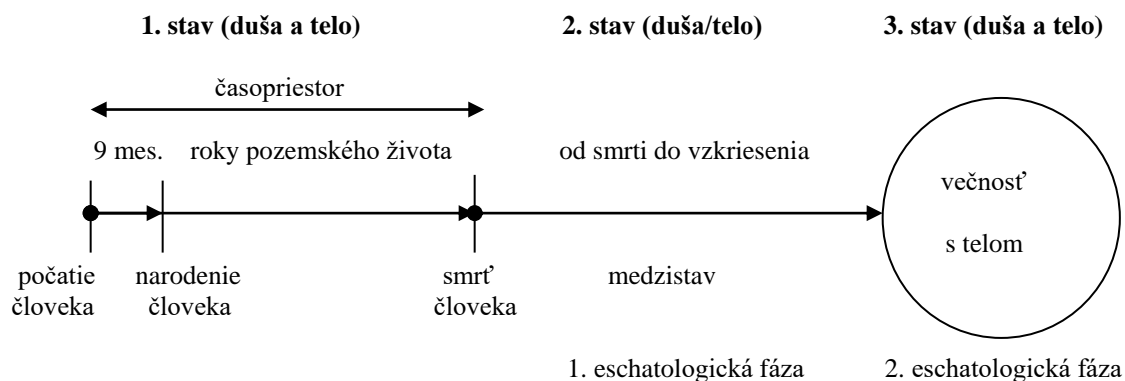 1. stav (duša a telo) 2. stav (duša/telo) 3. stav (duša a telo)
časopriestor
9 mes. roky pozemského života od smrti do vzkriesenia
večnosť
s telom
počatie človeka
narodenie človeka
smrť človeka
medzistav
1. eschatologická fáza 2. eschatologická fáza